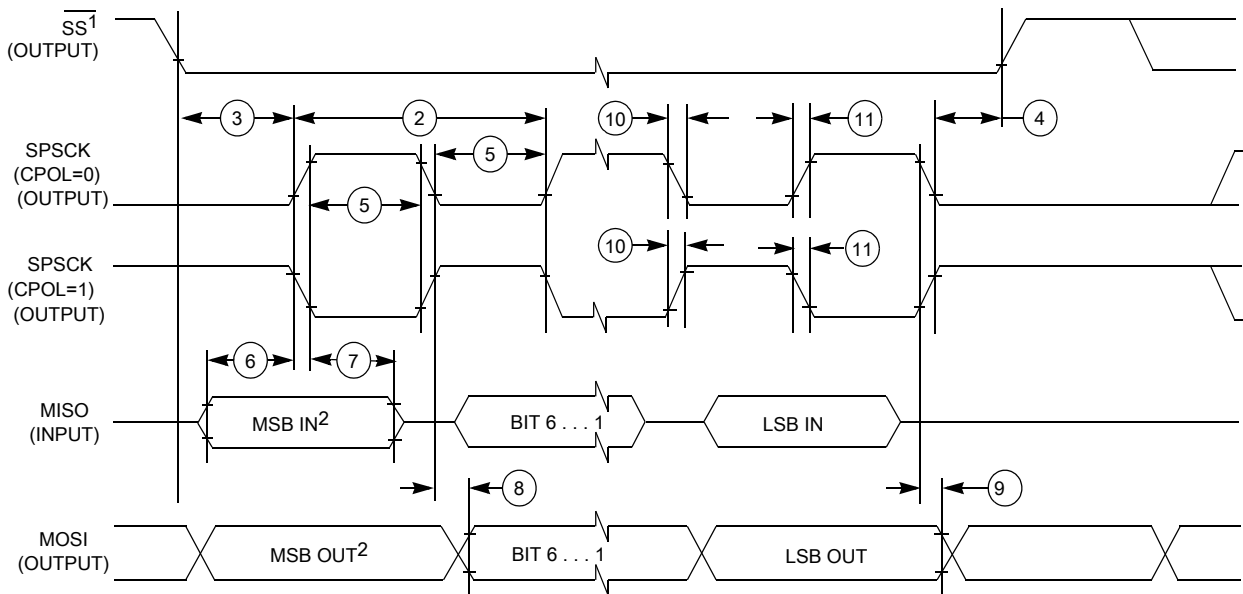 SS1
(OUTPUT)
3
2
10
11
4
SPSCK
(CPOL=0)
(OUTPUT)
5
5
10
11
SPSCK
(CPOL=1)
(OUTPUT)
6
7
MISO
(INPUT)
MSB IN2
BIT 6 . . . 1
LSB IN
8
9
MOSI
(OUTPUT)
MSB OUT2
BIT 6 . . . 1
LSB OUT